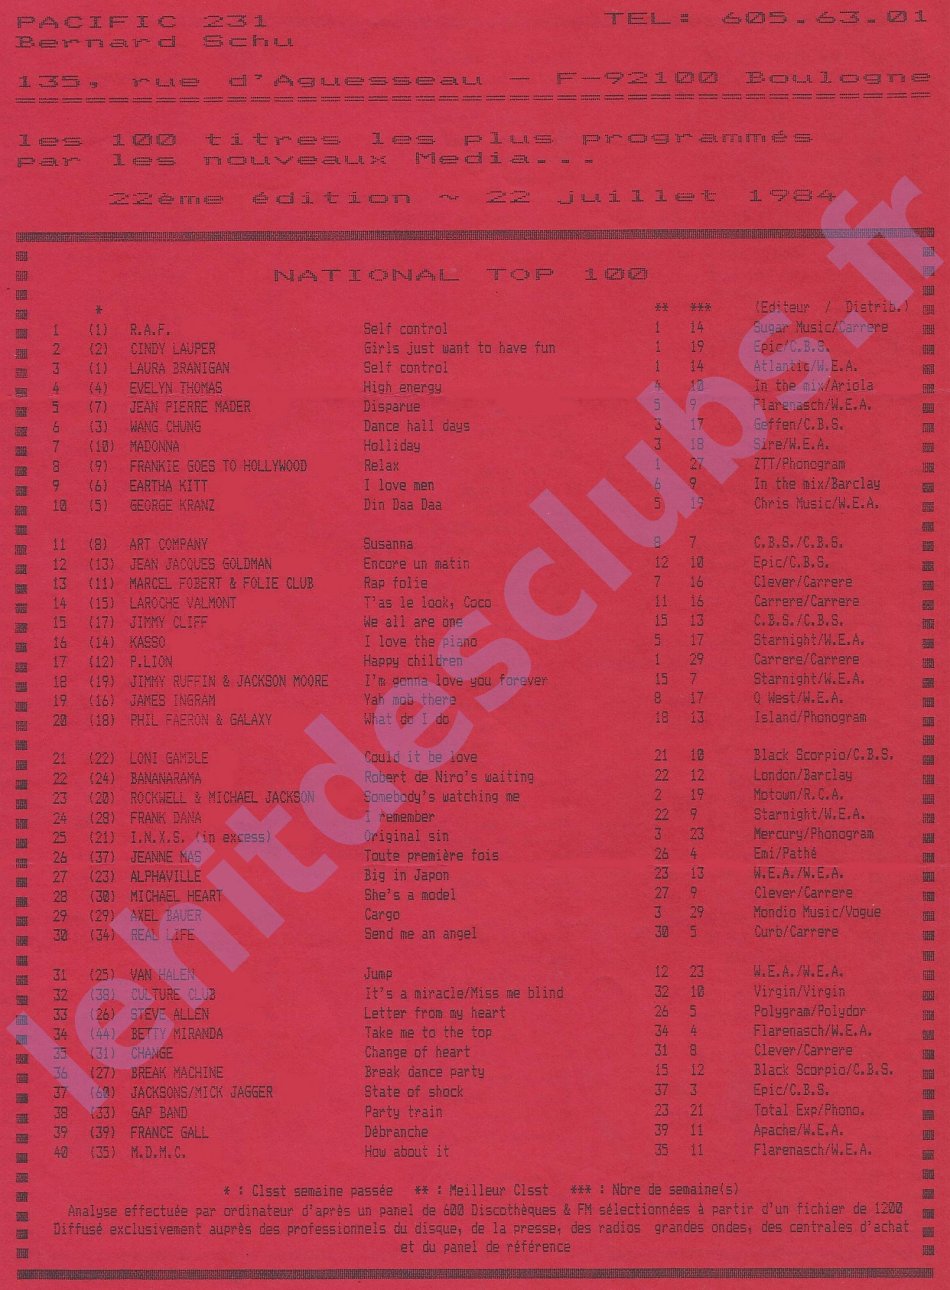 PACIFIC 231 TEL: 605.63.01
Bernard Schu
135, rue d'Aguesseau - F-92100 Boulogne
les 100 titres les plus programmés
par les nouveaux Media...
22ème édition ~ 22 juillet 1984
NATIONAL TOP 100
* ** *** (Editeur / Distrib.)
1 (1) R.A.F. Self control 1 14 Sugar Music/Carrere
2 (2) CINDY LAUPER Girls just want to have fun 1 19 Epic/C.B.S.
3 (1) LAURA BRANIGAN Self control 1 14 Atlantic/W.E.A.
4 (4) EVELYN THOMAS High energy 4 10 In the mix/Ariola
5 (7) JEAN PIERRE MADER Disparue 5 9 Flarenasch/W.E.A.
6 (3) WANG CHUNG Dance hall days 3 17 Geffen/C.B.S.
7 (10) MADONNA Holliday 3 18 Sire/W.E.A.
8 (9) FRANKIE GOES TO HOLLYWOOD Relax 1 27 ZTT/Phonogram
9 (6) EARTHA KITT I love men 6 9 In the mix/Barclay
10 (5) GEORGE KRANZ Din Daa Daa 5 19 Chris Music/W.E.A.
11 (8) ART COMPANY Susanna 8 7 C.B.S./C.B.S.
12 (13) JEAN JACQUES GOLDMAN Encore un matin 12 10 Epic/C.B.S.
13 (11) MARCEL FOBERT & FOLIE CLUB Rap folie 7 16 Clever/Carrere
14 (15) LAROCHE VALMONT T'as le look, Coco 11 16 Carrere/Carrere
15 (17) JIMMY CLIFF We all are one 15 13 C.B.S./C.B.S.
16 (14) KASSO I love the piano 5 17 Starnight/W.E.A.
17 (12) P.LION Happy children 1 29 Carrere/Carrere
18 (19) JIMMY RUFFIN & JACKSON MOORE I'm gonna love you forever 15 7 Starnight/W.E.A.
19 (16) JAMES INGRAM Yah mob there 8 17 Q West/W.E.A.
20 (18) PHIL FAERON & GALAXY What do I do 18 13 Island/Phonogram
21 (22) LONI GAMBLE Could it be love 21 10 Black Scorpio/C.B.S.
22 (24) BANANARAMA Robert de Niro's waiting 22 12 London/Barclay
23 (20) ROCKWELL & MICHAEL JACKSON Somebody's watching me 2 19 Motown/R.C.A.
24 (28) FRANK DANA I remember 22 9 Starnight/W.E.A.
25 (21) I.N.X.S. (in excess) Original sin 3 23 Mercury/Phonogram
26 (37) JEANNE MAS Toute première fois 26 4 Emi/Pathé
27 (23) ALPHAVILLE Big in Japon 23 13 W.E.A./W.E.A.
28 (30) MICHAEL HEART She's a model 27 9 Clever/Carrere
29 (29) AXEL BAUER Cargo 3 29 Mondio Music/Vogue
30 (34) REAL LIFE Send me an angel 30 5 Curb/Carrere
31 (25) VAN HALEN Jump 12 23 W.E.A./W.E.A.
32 (38) CULTURE CLUB It's a miracle/Miss me blind 32 10 Virgin/Virgin
33 (26) STEVE ALLEN Letter from my heart 26 5 Polygram/Polydor
34 (44) BETTY MIRANDA Take me to the top 34 4 Flarenasch/W.E.A.
35 (31) CHANGE Change of heart 31 8 Clever/Carrere
36 (27) BREAK MACHINE Break dance party 15 12 Black Scorpio/C.B.S.
37 (60) JACKSONS/MICK JAGGER State of shock 37 3 Epic/C.B.S.
38 (33) GAP BAND Party train 23 21 Total Exp/Phono.
39 (39) FRANCE GALL Débranche 39 11 Apache/W.E.A.
40 (35) M.D.M.C. How about it 35 11 Flarenasch/W.E.A.
* : Clsst semaine passée ** : Meilleur Clsst *** : Nbre de semaine(s)
Analyse effectuée par ordinateur d'après un panel de 600 Discothèques & FM sélectionnées à partir d'un fichier de 1200
Diffusé exclusivement auprès des professionnels du disque, de la presse, des radios grandes ondes, des centrales d'achat
et du panel de référence
lehitdesclubs.fr